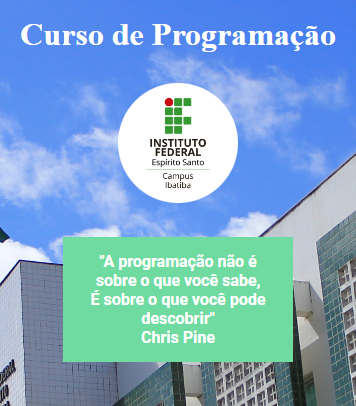 Curso de Programação
INSTITUTO
FEDERAL
Espírito Santo
Campus
Ibatiba
"A programação não é
sobre o que você sabe,
É sobre o que você pode
descobrir"
Chris Pine